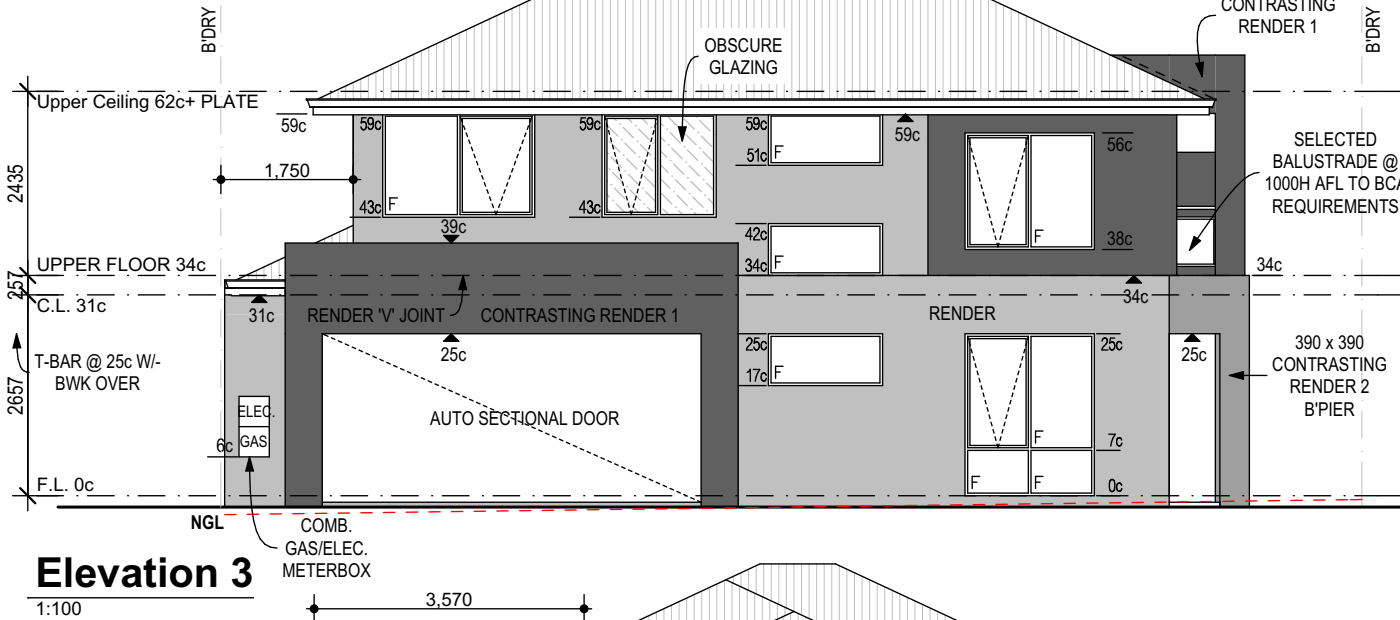 CONTRASTING
RENDER 1
B'DRY
B'DRY
OBSCURE
GLAZING
Upper Ceiling 62c+ PLATE
59c
59c
59c
59c
59c
51c
F
56c
SELECTED
BALUSTRADE @
1000H AFL TO BCA
REQUIREMENTS
1,750
2435
F
43c
43c
39c
42c
34c
F
F
38c
UPPER FLOOR 34c
34c
257
C.L. 31c
31c
34c
RENDER 'V' JOINT
CONTRASTING RENDER 1
RENDER
25c
25c
17c
F
25c
25c
T-BAR @ 25c W/-
BWK OVER
390 x 390
CONTRASTING
RENDER 2
B'PIER
2657
ELEC.
GAS
6c
AUTO SECTIONAL DOOR
F
7c
F
F
0c
F.L. 0c
NGL
COMB.
GAS/ELEC.
METERBOX
Elevation 3
1:100
3,570